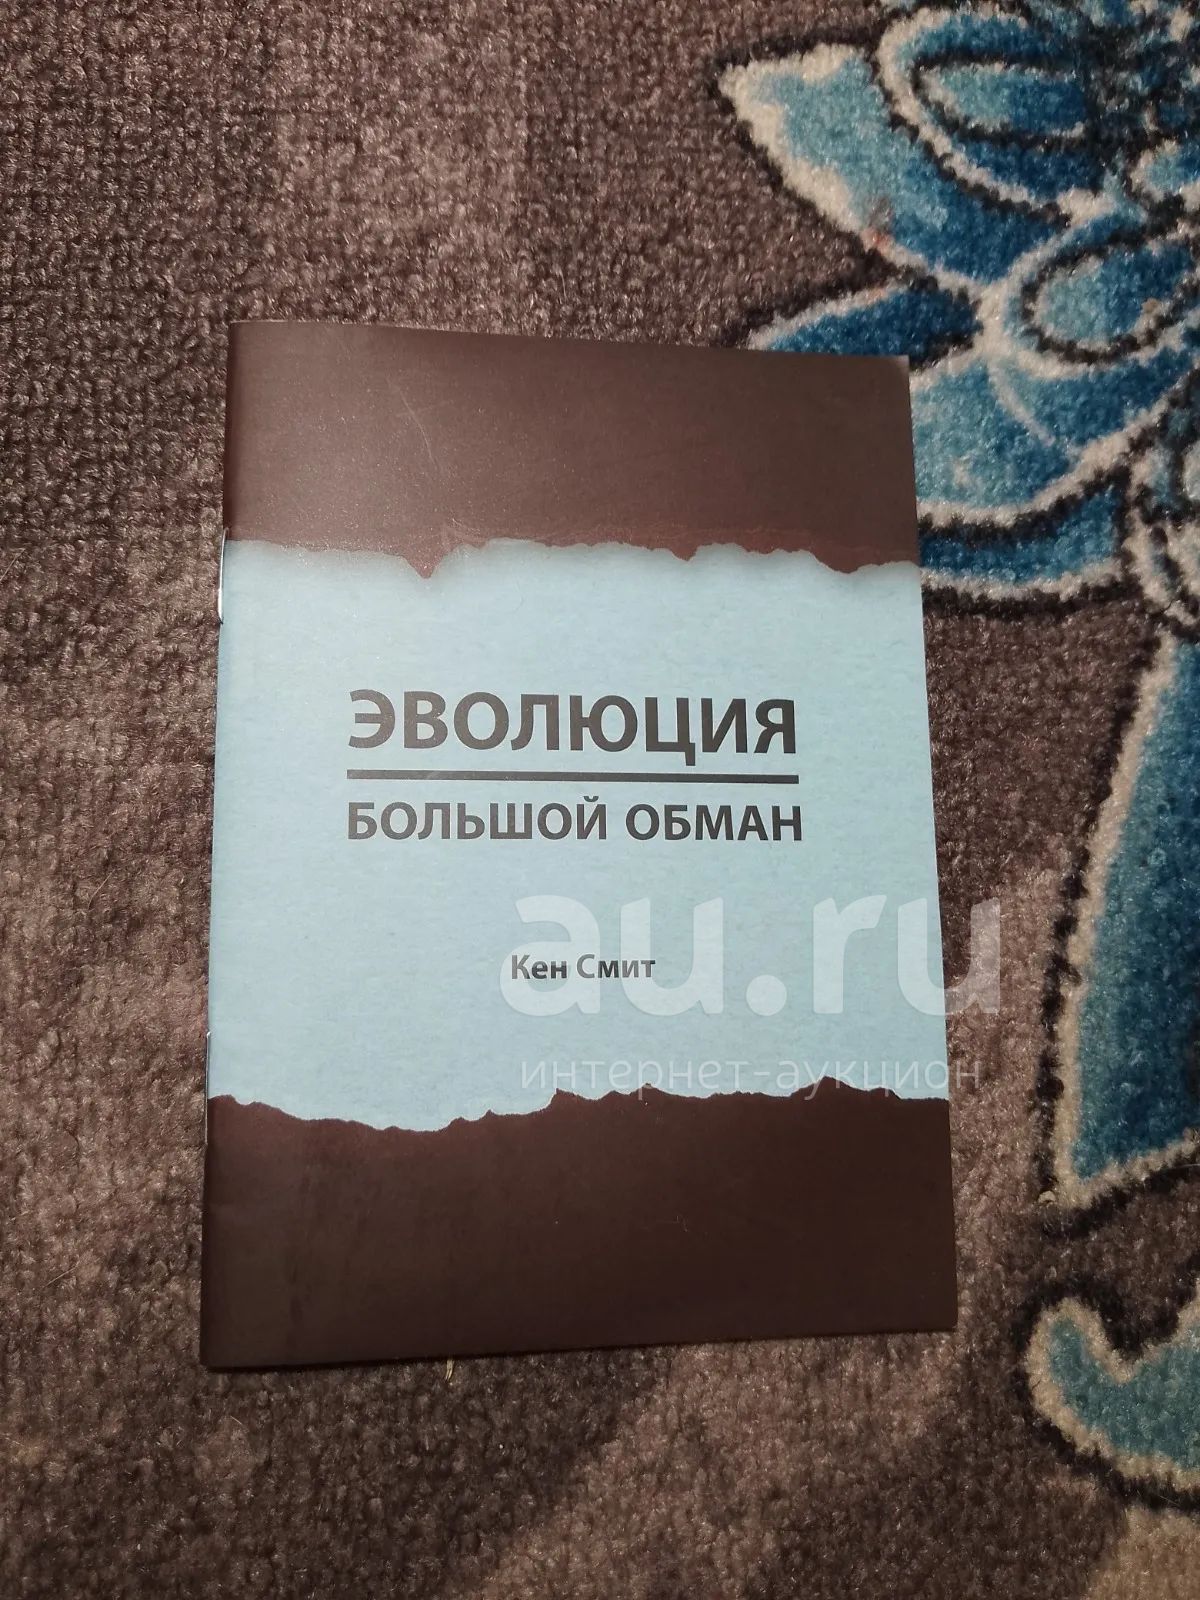 ЭВОЛЮЦИЯ
БОЛЬШОЙ ОБМАН
Кен Смит
au.ru
интернет-аукцион